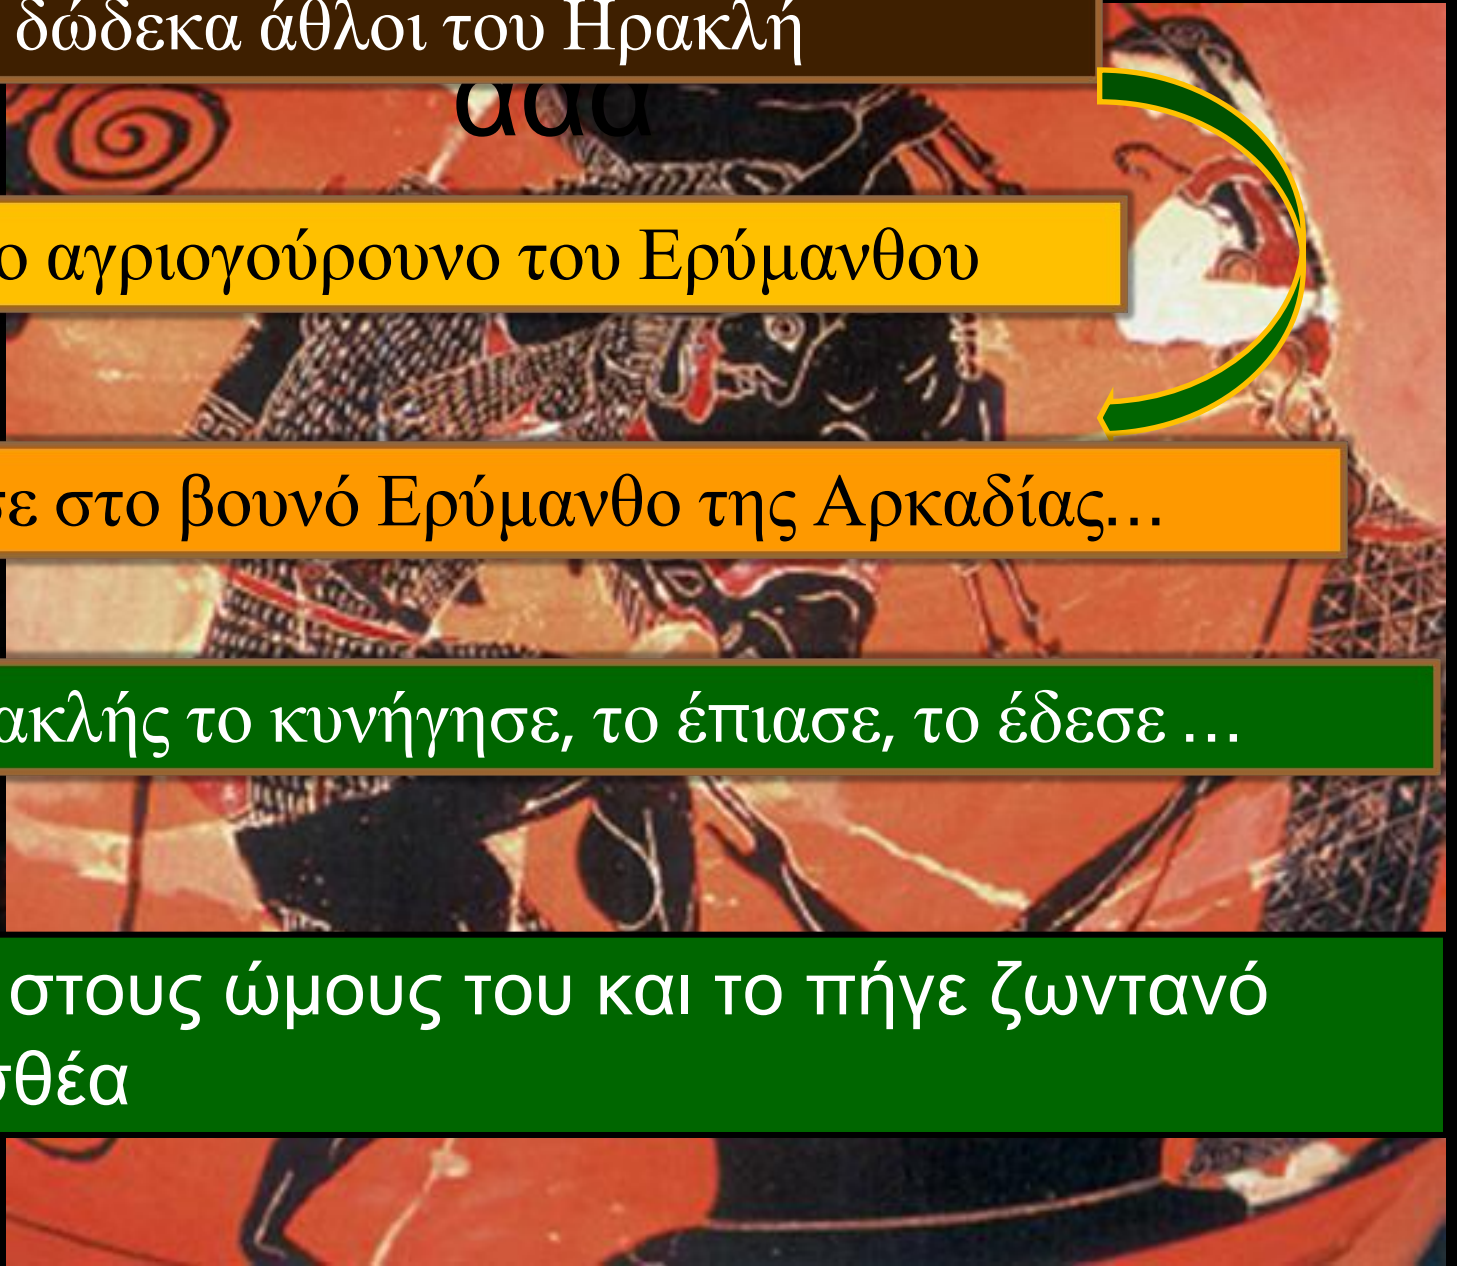 δώδεκα άθλοι του Ηρακλή
ααα
ο αγριογούρουνο του Ερύμανθου
σε στο βουνό Ερύμανθο της Αρκαδίας...
ακλής το κυνήγησε, το έπιασε, το έδεσε ...
στους ώμους του και το πήγε ζωντανό
σθέα